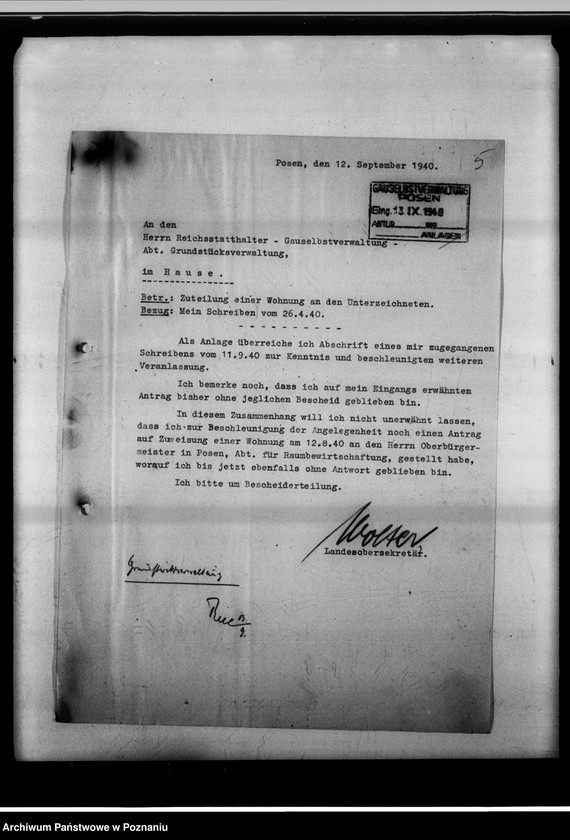 Posen, den 12. September 1940.
5
GAUSELBSTVERWALTUNG
POSEN
Eing. 13. IX. 1940
ABTLG.
ANLAGEN
An den
Herrn Reichsstatthalter - Gauselbstverwaltung -
Abt. Grundstücksverwaltung,
im Hause.
Betr.: Zuteilung einer Wohnung an den Unterzeichneten.
Bezug: Mein Schreiben vom 26.4.40.
Als Anlage überreiche ich Abschrift eines mir zugegangenen
Schreibens vom 11.9.40 zur Kenntnis und beschleunigten weiteren
Veranlassung.
Ich bemerke noch, dass ich auf mein Eingangs erwähnten
Antrag bisher ohne jeglichen Bescheid geblieben bin.
In diesem Zusammenhang will ich nicht unerwähnt lassen,
dass ich zur Beschleunigung der Angelegenheit noch einen Antrag
auf Zuweisung einer Wohnung am 12.8.40 an den Herrn Oberbürger-
meister in Posen, Abt. für Raumbewirtschaftung, gestellt habe,
worauf ich bis jetzt ebenfalls ohne Antwort geblieben bin.
Ich bitte um Bescheiderteilung.
Wolter
Landesobersekretär.
Grundstücksverwaltung
13/9.
Archiwum Państwowe w Poznaniu